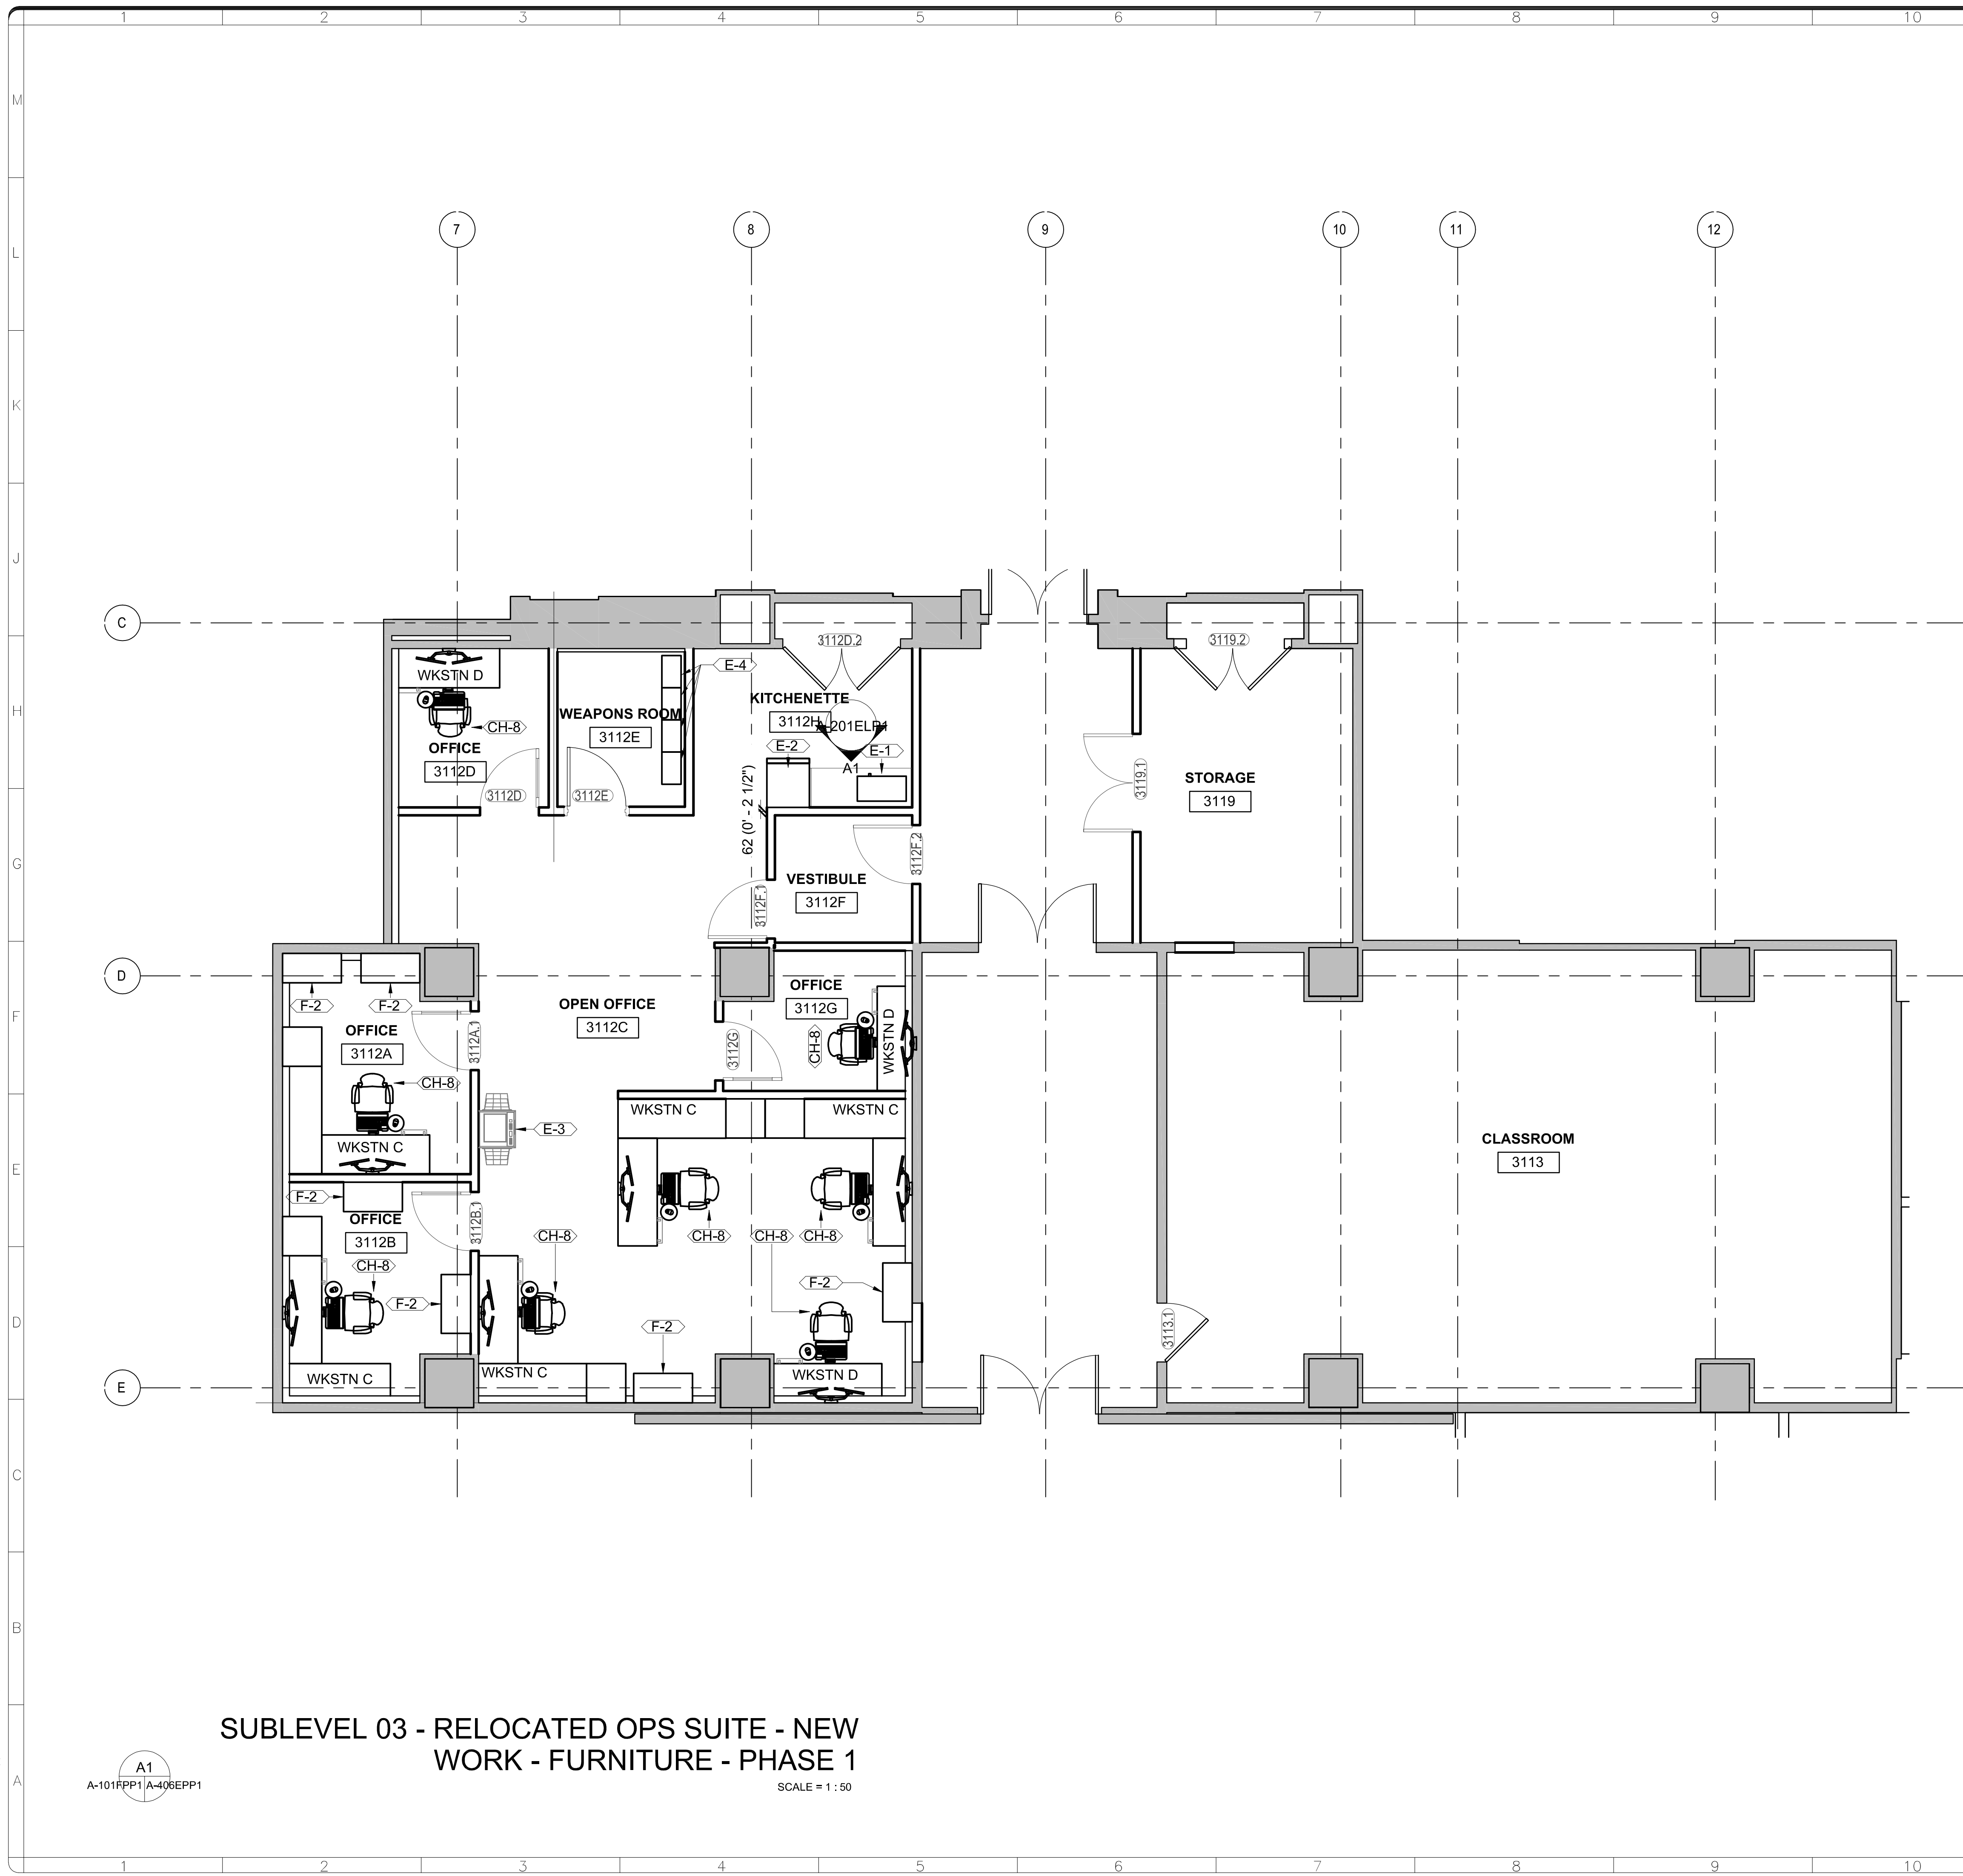 1 2 3 4 5 6 7 8 9 10
M
L
K
J
H
G
F
E
D
C
B
A
7 8 9 10 11 12
C
D
E
3112D.2
3119.2
WKSTN D
E-4
CH-8
WEAPONS ROOM
3112E
KITCHENETTE
3112H
A-201ELP1
E-2
E-1
A1
OFFICE
3112D
3112D
3112E
62 (0' - 2 1/2")
3119.1
STORAGE
3119
3112F.2
VESTIBULE
3112F
3112F.1
F-2
F-2
OFFICE
3112A
3112A.1
CH-8
WKSTN C
OPEN OFFICE
3112C
3112G
OFFICE
3112G
CH-8
WKSTN D
E-3
WKSTN C
WKSTN C
CLASSROOM
3113
F-2
OFFICE
3112B
3112B.1
CH-8
F-2
WKSTN C
CH-8
CH-8
CH-8
CH-8
F-2
F-2
WKSTN C
WKSTN D
3113.1
SUBLEVEL 03 - RELOCATED OPS SUITE - NEW
WORK - FURNITURE - PHASE 1
SCALE = 1 : 50
A1
A-101FPP1 A-406EPP1
1 2 3 4 5 6 7 8 9 10